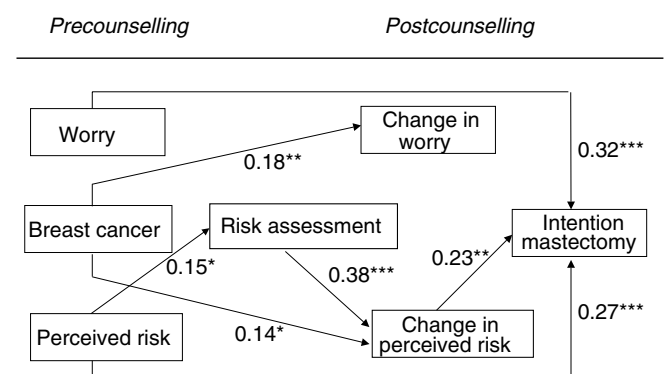 Precounselling
Postcounselling
Worry
Change in
worry
0.32***
0.18**
Breast cancer
Risk assessment
Intention
mastectomy
0.15*
0.38***
0.23**
Perceived risk
0.14*
Change in
perceived risk
0.27***